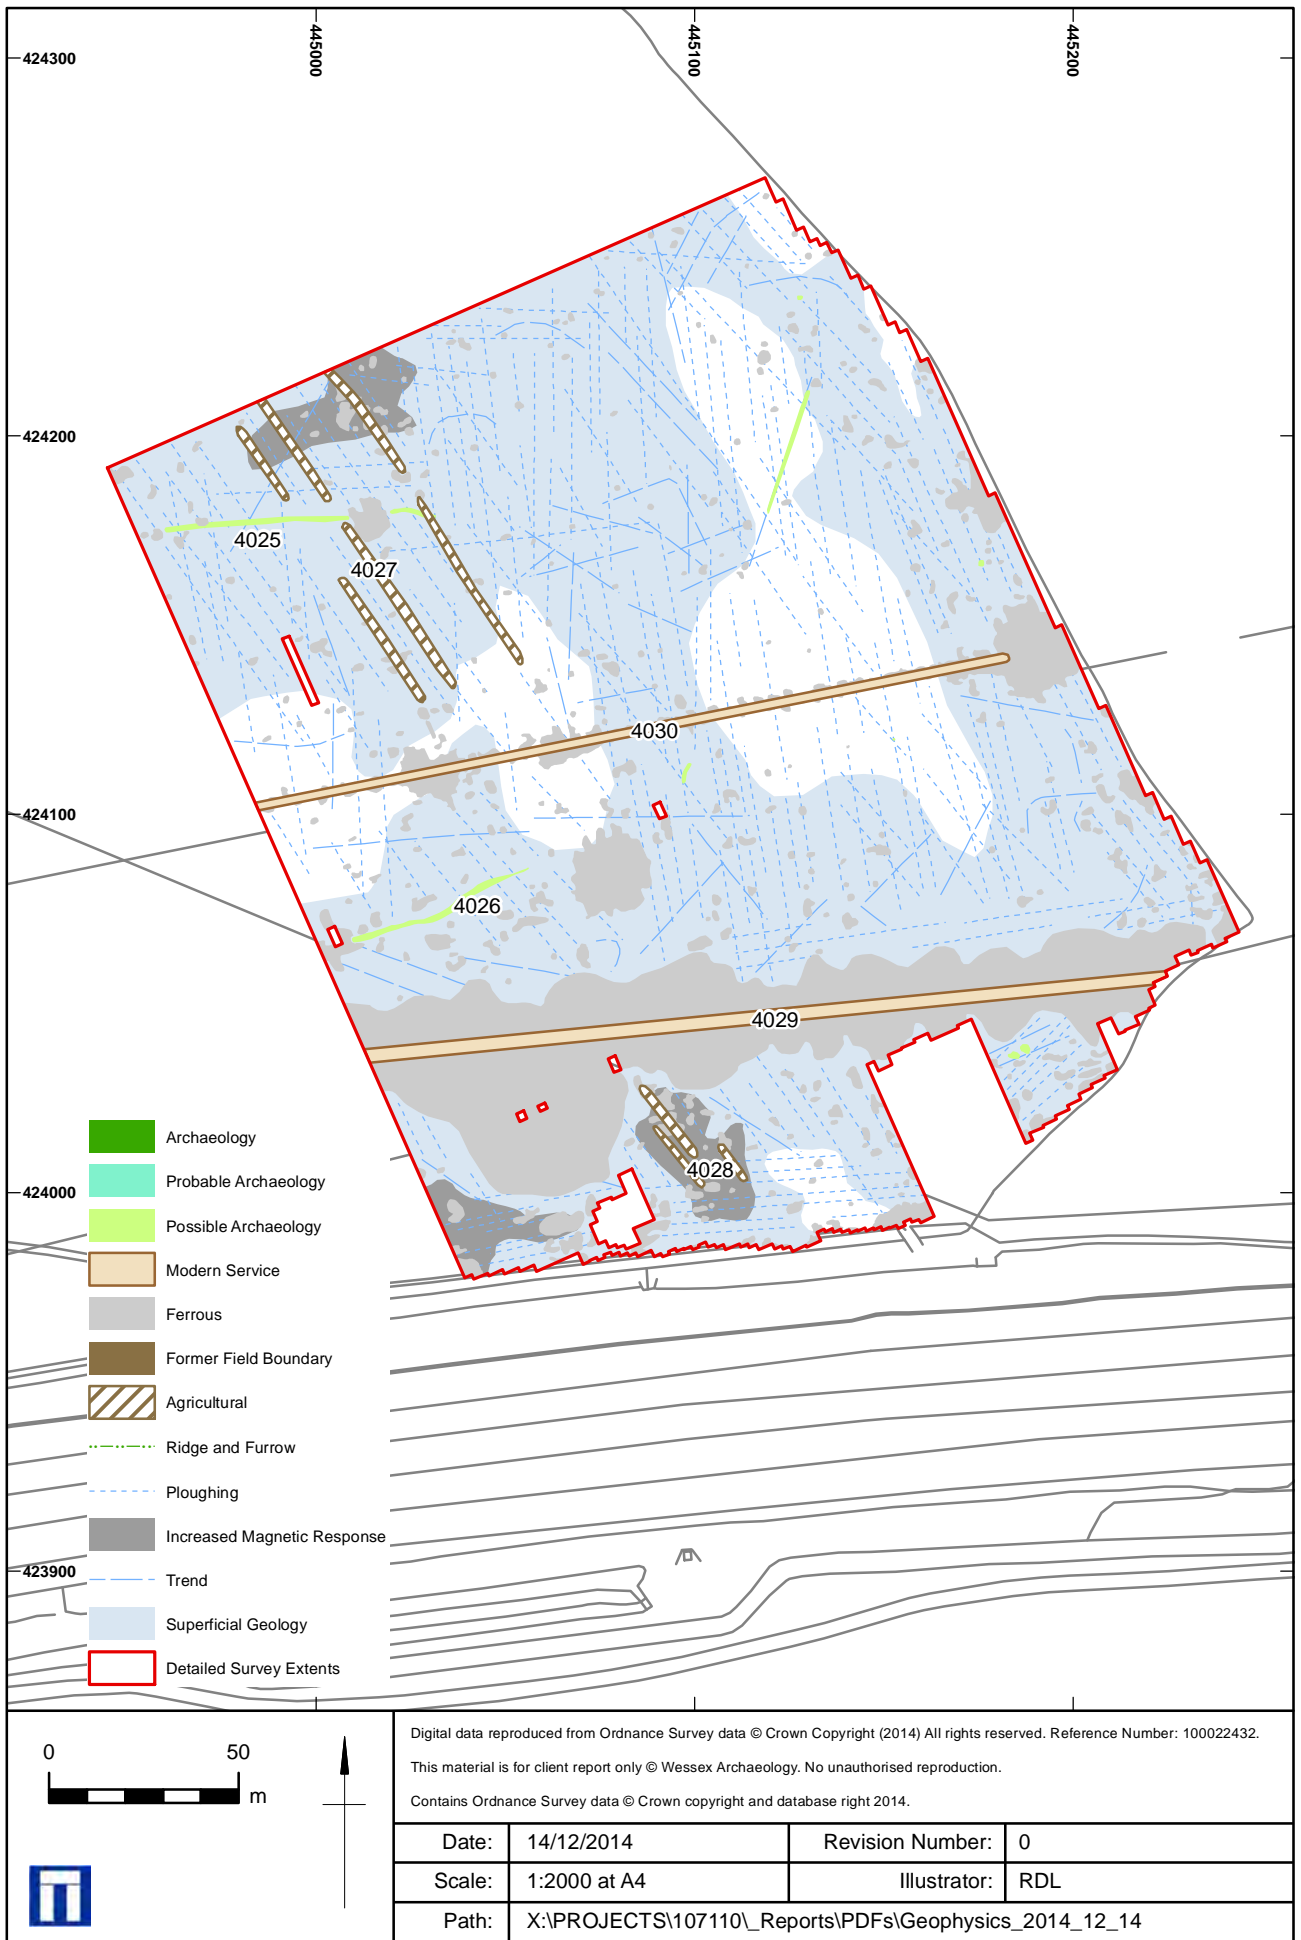 445000
445100
445200
424300
424200
424100
424000
423900
4025
4027
4030
4026
4029
4028
Archaeology
Probable Archaeology
Possible Archaeology
Modern Service
Ferrous
Former Field Boundary
Agricultural
Ridge and Furrow
Ploughing
Increased Magnetic Response
Trend
Superficial Geology
Detailed Survey Extents
0 50
m
Digital data reproduced from Ordnance Survey data © Crown Copyright (2014) All rights reserved. Reference Number: 100022432.
This material is for client report only © Wessex Archaeology. No unauthorised reproduction.
Contains Ordnance Survey data © Crown copyright and database right 2014.
Date: 14/12/2014 Revision Number: 0
Scale: 1:2000 at A4 Illustrator: RDL
Path: X:\PROJECTS\107110\_Reports\PDFs\Geophysics_2014_12_14